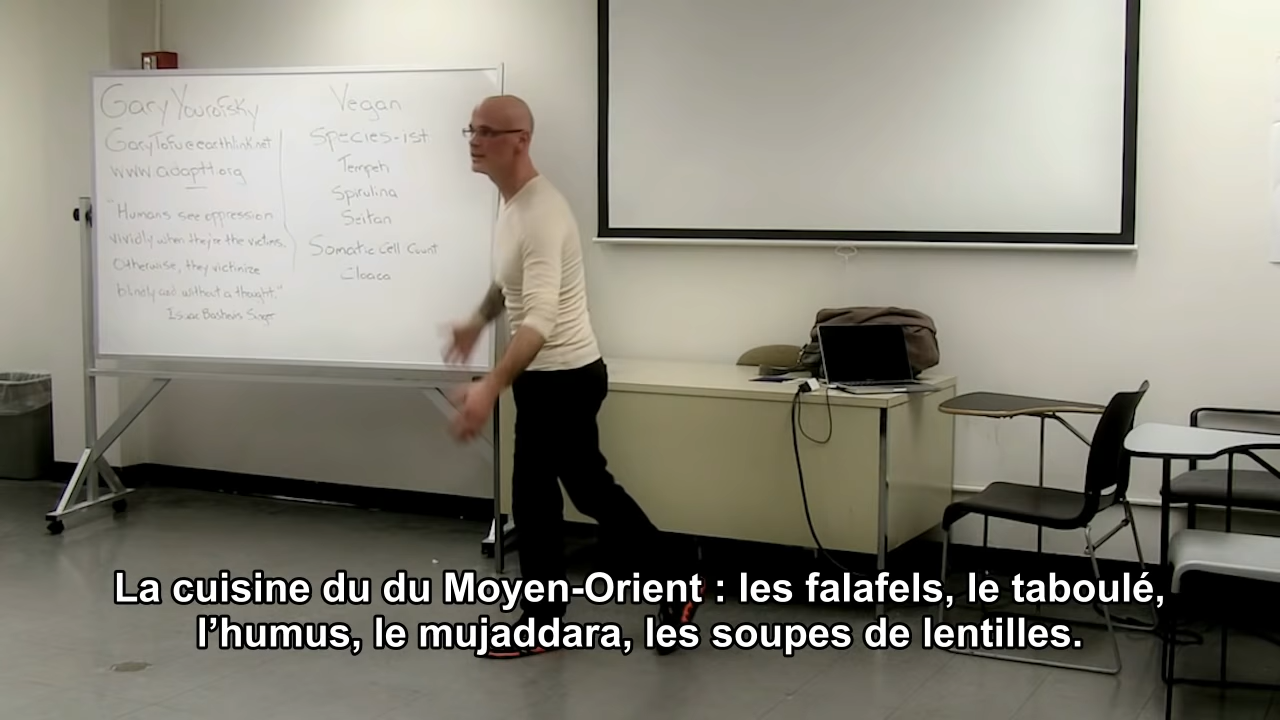 Gary Yourofsky
GaryTofu@earthlink.net
www.adaptt.org
"Humans see oppression
vividly when they're the victims.
Otherwise, they victimize
blindly and without a thought."
Isaac Bashevis Singer
Vegan
Species-ist
Tempeh
Spirulina
Seitan
Somatic Cell Count
Cloaca
La cuisine du du Moyen-Orient : les falafels, le taboulé,
l'humus, le mujaddara, les soupes de lentilles.